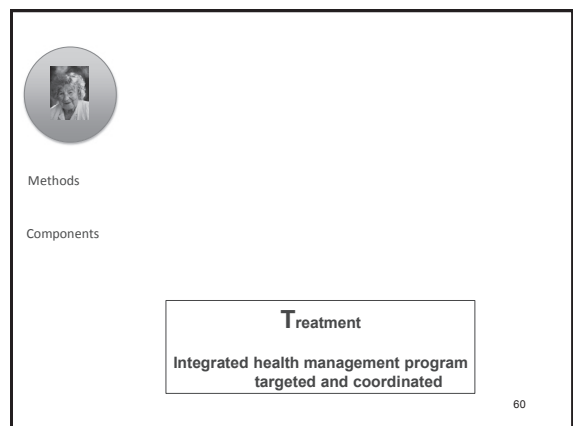 Methods
Components
Treatment
Integrated health management program
targeted and coordinated
60